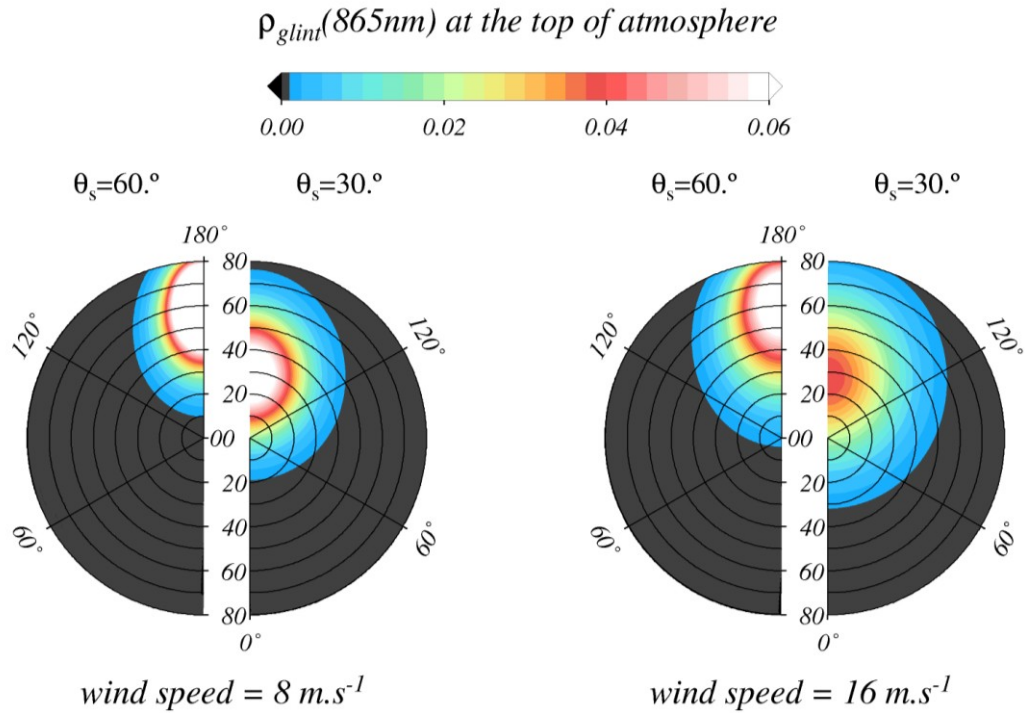 ρglint(865nm) at the top of atmosphere
0.00 0.02 0.04 0.06
θs=60.º θs=30.º θs=60.º θs=30.º
180˚ 180˚
80 80
120˚ 60 120˚ 120˚ 60 120˚
40 40
20 20
00 00
20 20
60˚ 40 60˚ 60˚ 40 60˚
60 60
80 80
0˚ 0˚
wind speed = 8 m.s-1 wind speed = 16 m.s-1